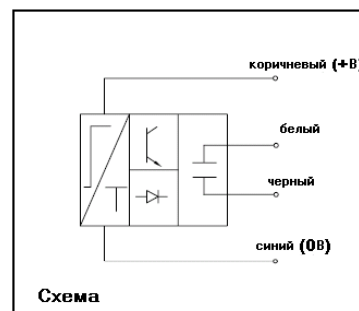 коричневый (+В)
белый
черный
синий (0В)
Схема